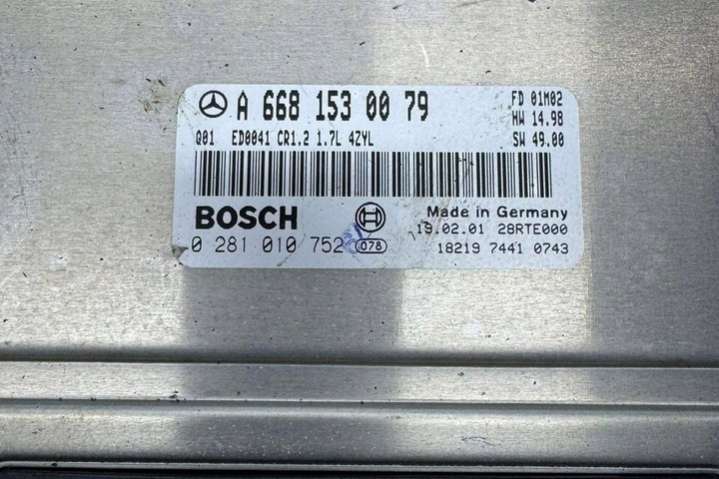 A 668 153 00 79
FD 01M02
HW 14.98
Q01 ED0041 CR1.2 1.7L 4ZYL
SW 49.00
BOSCH
Made in Germany
19.02.01 28RTE000
0 281 010 752
078
18219 7441 0743